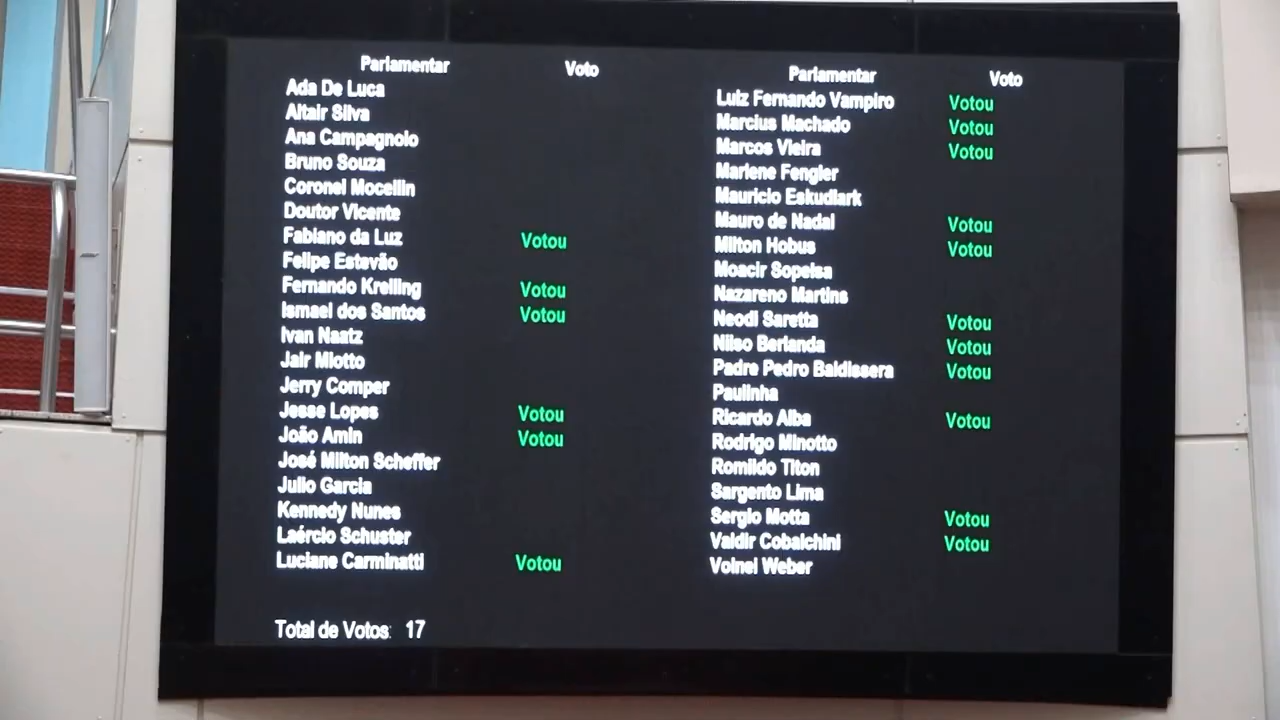 Parlamentar Voto
Ada De Luca
Altair Silva
Ana Campagnolo
Bruno Souza
Coronel Mocellin
Doutor Vicente
Fabiano da Luz Votou
Felipe Estevão
Fernando Krelling Votou
Ismael dos Santos Votou
Ivan Naatz
Jair Miotto
Jerry Comper
Jesse Lopes Votou
João Amin Votou
José Milton Scheffer
Julio Garcia
Kennedy Nunes
Laércio Schuster
Luciane Carminatti Votou
Total de Votos: 17
Parlamentar Voto
Luiz Fernando Vampiro Votou
Marcius Machado Votou
Marcos Vieira Votou
Marlene Fengler
Mauricio Eskudlark
Mauro de Nadal Votou
Milton Hobus Votou
Moacir Sopelsa
Nazareno Martins
Neodi Saretta Votou
Nilso Berlanda Votou
Padre Pedro Baldissera Votou
Paulinha
Ricardo Alba Votou
Rodrigo Minotto
Romildo Titon
Sargento Lima
Sergio Motta Votou
Valdir Cobalchini Votou
Volnei Weber